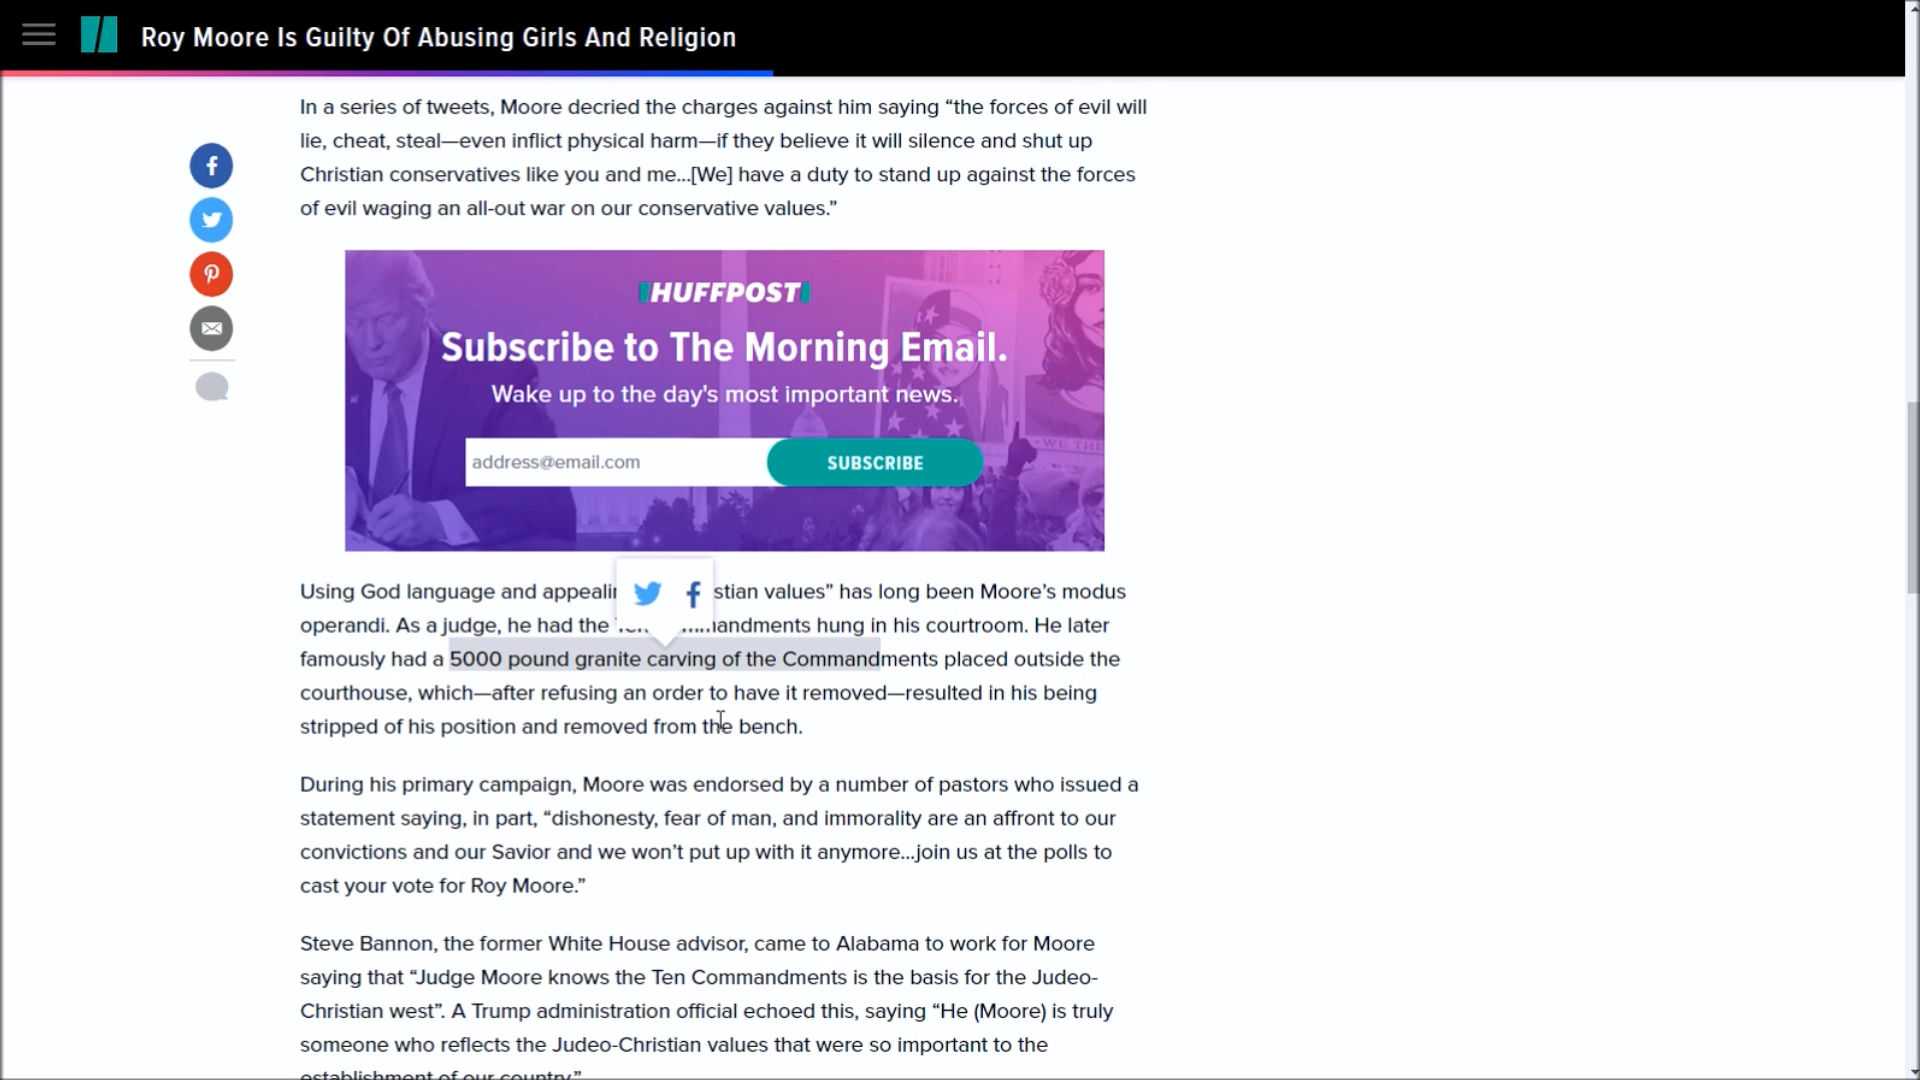 Roy Moore Is Guilty Of Abusing Girls And Religion
In a series of tweets, Moore decried the charges against him saying “the forces of evil will
lie, cheat, steal—even inflict physical harm—if they believe it will silence and shut up
Christian conservatives like you and me...[We] have a duty to stand up against the forces
of evil waging an all-out war on our conservative values.”
HUFFPOST
Subscribe to The Morning Email.
Wake up to the day's most important news.
address@email.com SUBSCRIBE
Using God language and appealin stian values” has long been Moore’s modus
operandi. As a judge, he had the mmandments hung in his courtroom. He later
famously had a 5000 pound granite carving of the Commandments placed outside the
courthouse, which—after refusing an order to have it removed—resulted in his being
stripped of his position and removed from the bench.
During his primary campaign, Moore was endorsed by a number of pastors who issued a
statement saying, in part, “dishonesty, fear of man, and immorality are an affront to our
convictions and our Savior and we won’t put up with it anymore...join us at the polls to
cast your vote for Roy Moore.”
Steve Bannon, the former White House advisor, came to Alabama to work for Moore
saying that “Judge Moore knows the Ten Commandments is the basis for the Judeo-
Christian west”. A Trump administration official echoed this, saying “He (Moore) is truly
someone who reflects the Judeo-Christian values that were so important to the
establishment of our country.”